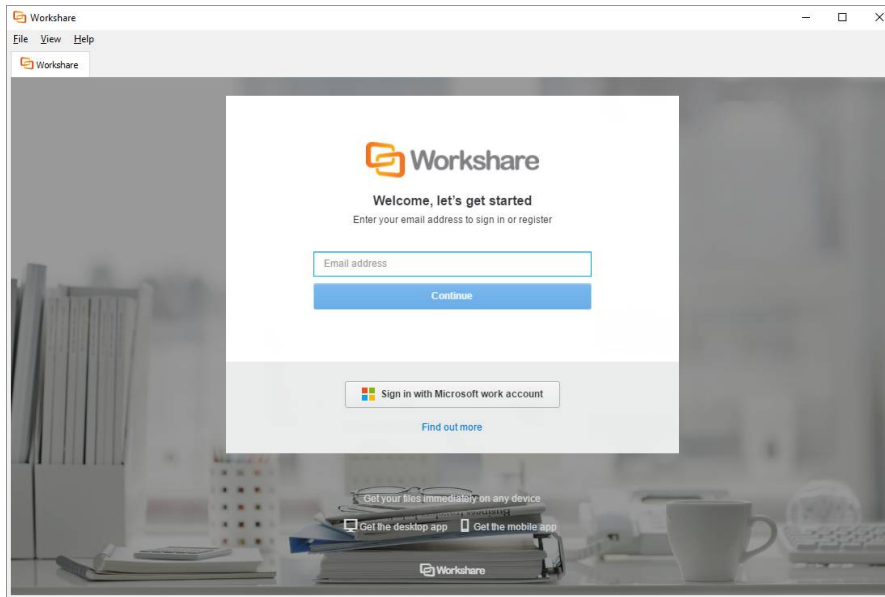 Workshare
File View Help
Workshare
Workshare
Welcome, let's get started
Enter your email address to sign in or register
Email address
Continue
Sign in with Microsoft work account
Find out more
Get your files immediately on any device
Business
Get the desktop app Get the mobile app
Workshare